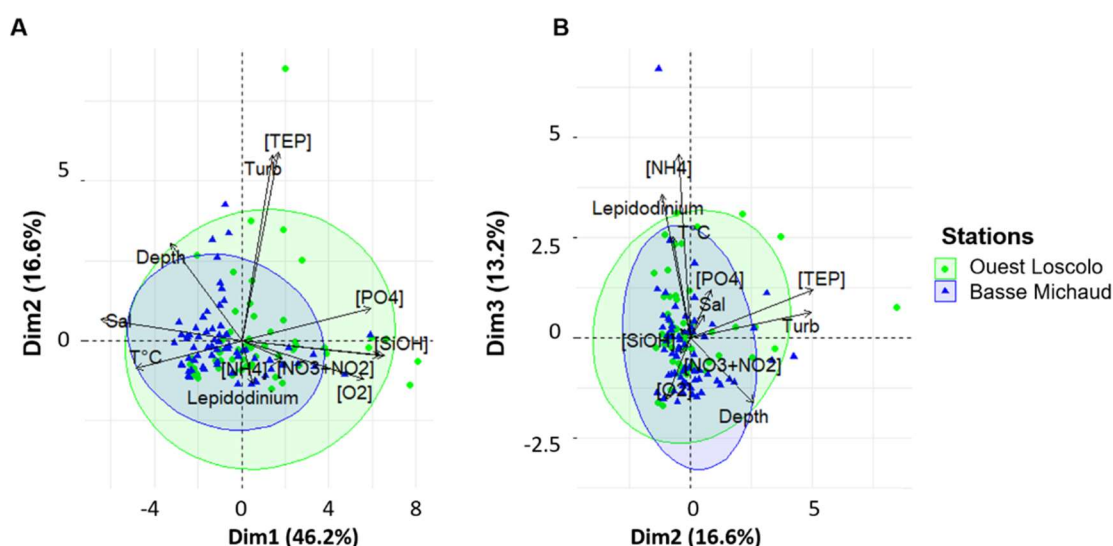 A
B
[TEP]
Turb
5
Depth
[PO4]
Sal
0
[SiOH]
T°C
[NH4]
[NO3+NO2]
[O2]
Lepidodinium
Dim2 (16.6%)
-4
0
4
8
Dim1 (46.2%)
5
[NH4]
Lepidodinium
2.5
T°C
[PO4]
[TEP]
Sal
Turb
0
[SiOH]
[NO3+NO2]
[O2]
Depth
-2.5
Dim3 (13.2%)
0
5
Dim2 (16.6%)
Stations
Ouest Loscolo
Basse Michaud